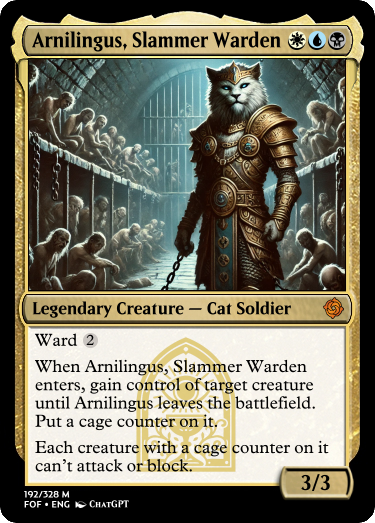 Arnilingus, Slammer Warden
Legendary Creature — Cat Soldier
Ward 2
When Arnilingus, Slammer Warden
enters, gain control of target creature
until Arnilingus leaves the battlefield.
Put a cage counter on it.
Each creature with a cage counter on it
can't attack or block.
3/3
192/328 M
FOF • ENG ChatGPT